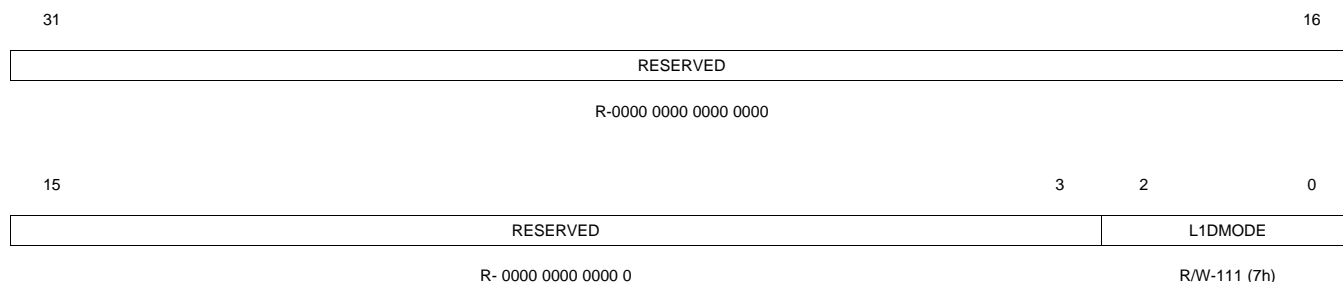 31 16
RESERVED
R-0000 0000 0000 0000
15 3 2 0
RESERVED L1DMODE
R- 0000 0000 0000 0 R/W-111 (7h)